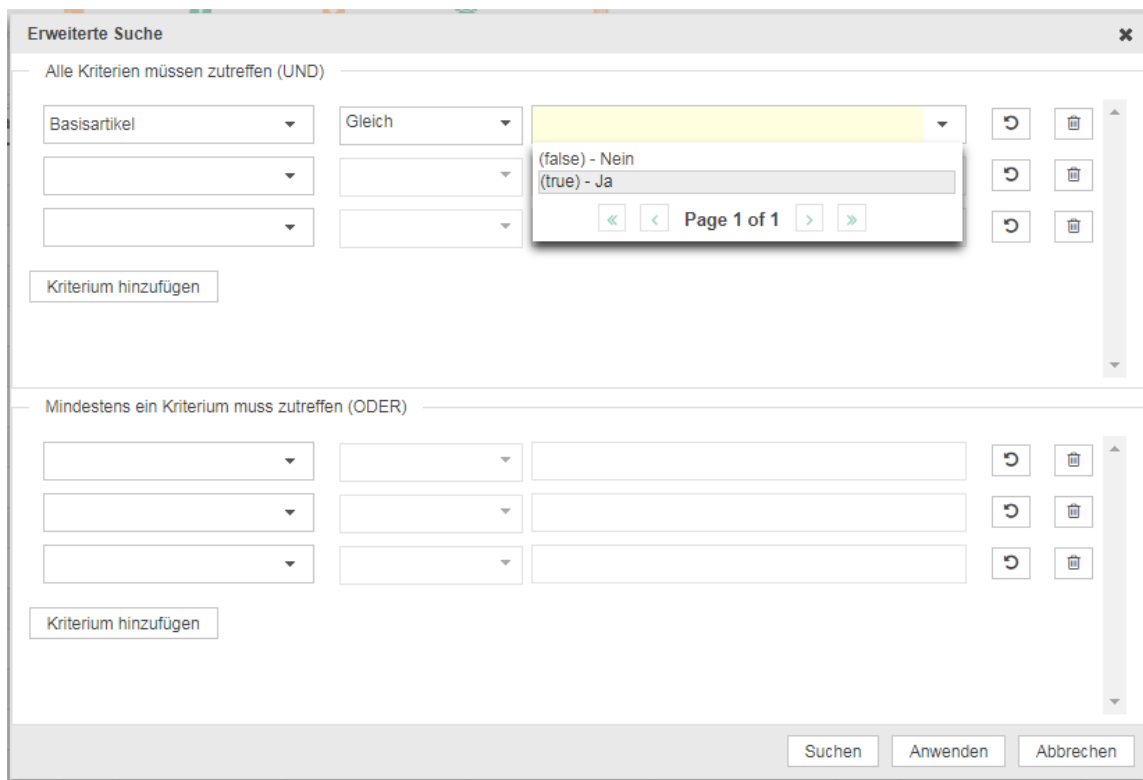 Erweiterte Suche
Alle Kriterien müssen zutreffen (UND)
Basisartikel Gleich
(false) - Nein
(true) - Ja
« < Page 1 of 1 > »
Kriterium hinzufügen
Mindestens ein Kriterium muss zutreffen (ODER)
Kriterium hinzufügen
Suchen Anwenden Abbrechen